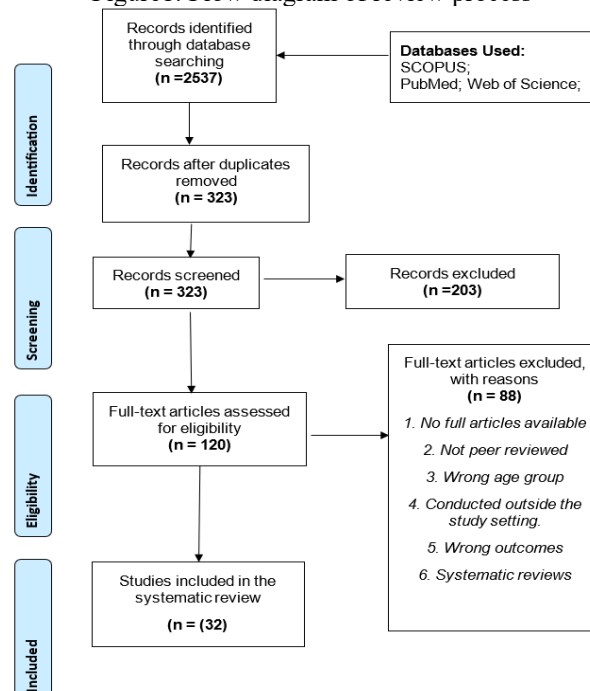 Records identified
through database
searching
(n =2537)
Databases Used:
SCOPUS;
PubMed; Web of Science;
Identification
Records after duplicates
removed
(n = 323)
Screening
Records screened
(n = 323)
Records excluded
(n =203)
Eligibility
Full-text articles assessed
for eligibility
(n = 120)
Full-text articles excluded,
with reasons
(n = 88)
1. No full articles available
2. Not peer reviewed
3. Wrong age group
4. Conducted outside the
study setting.
5. Wrong outcomes
6. Systematic reviews
Included
Studies included in the
systematic review
(n = (32)